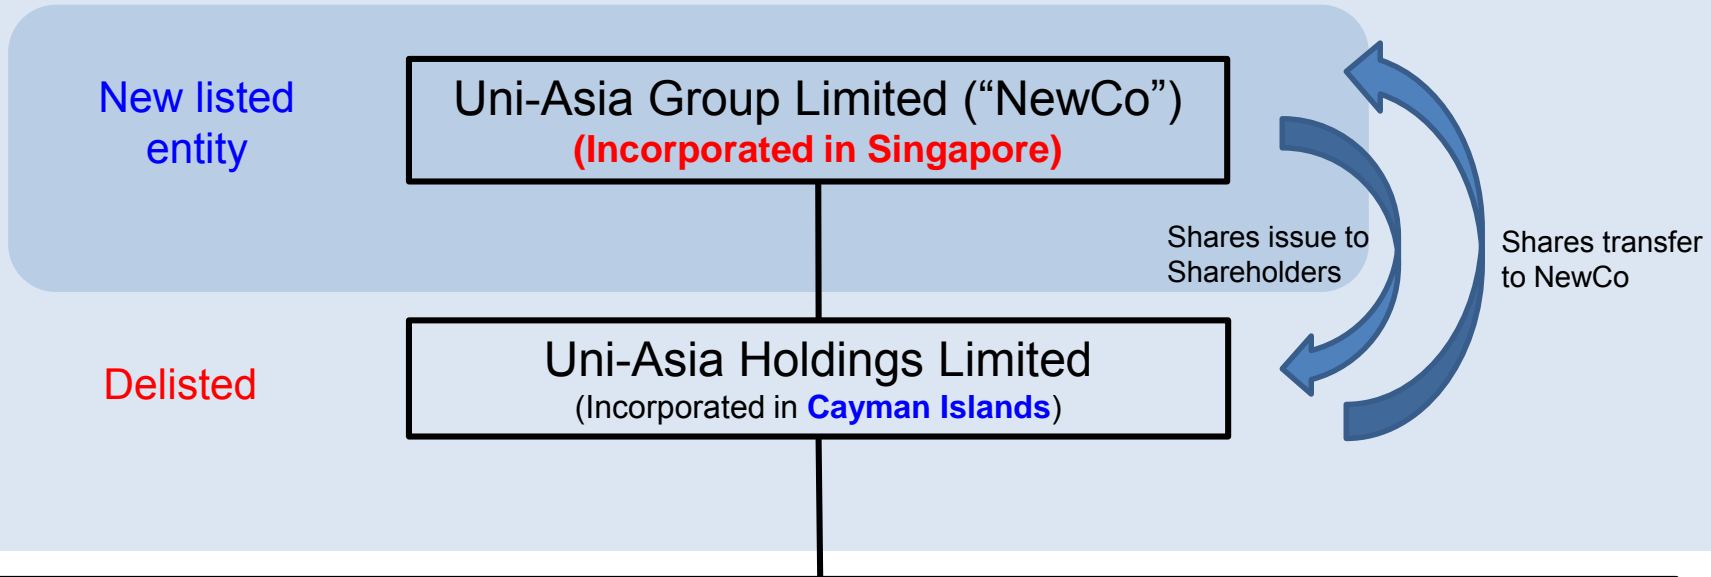 New listed
entity
Uni-Asia Group Limited (“NewCo”)
(Incorporated in Singapore)
Shares issue to
Shareholders
Shares transfer
to NewCo
Delisted
Uni-Asia Holdings Limited
(Incorporated in Cayman Islands)